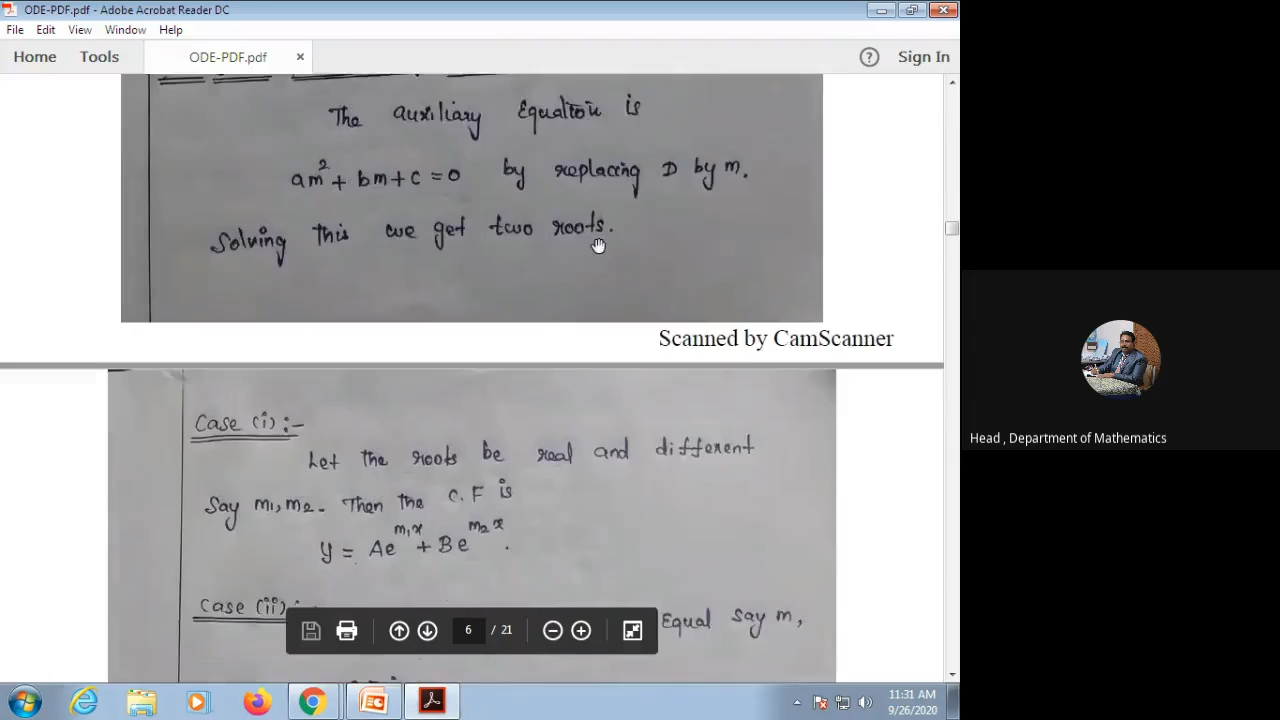 ODE-PDF.pdf - Adobe Acrobat Reader DC
File Edit View Window Help
Home Tools ODE-PDF.pdf × ? Sign In
The auxiliary Equation is
am² + bm + c = 0 by replacing D by m.
Solving this we get two roots.
Scanned by CamScanner
Case (i) :-
Let the roots be real and different
Say m₁, m₂. Then the C.F is
y = Ae^{m₁x} + Be^{m₂x}.
Case (ii) :-
Equal say m,
6 / 21
Head , Department of Mathematics
11:31 AM
9/26/2020